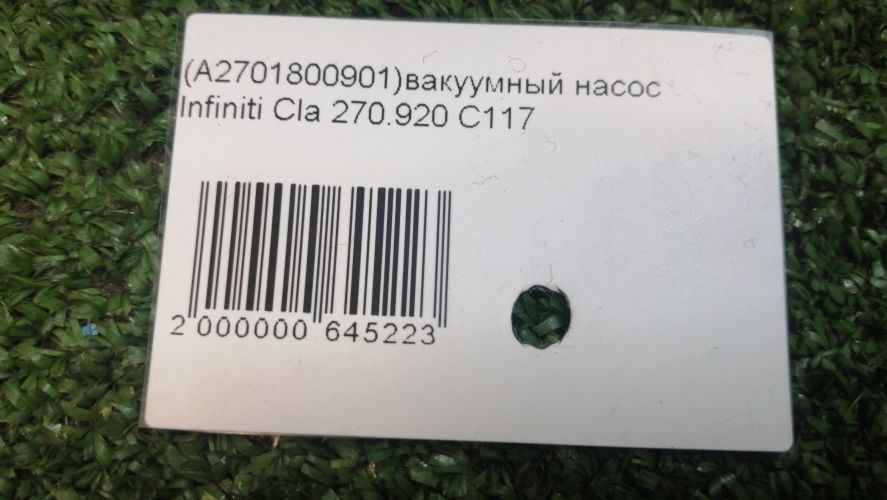 (A2701800901)вакуумный насос
Infiniti Cla 270.920 C117
2 000000 645223